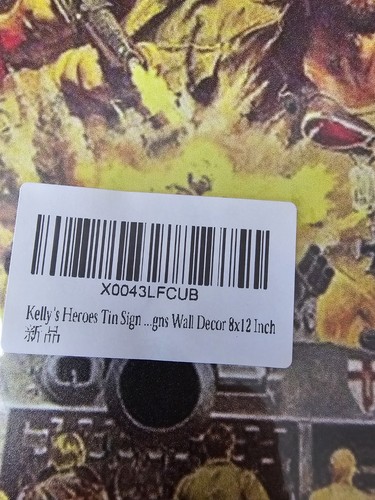 X0043LFCUB
Kelly's Heroes Tin Sign ...gns Wall Decor 8x12 Inch
新品